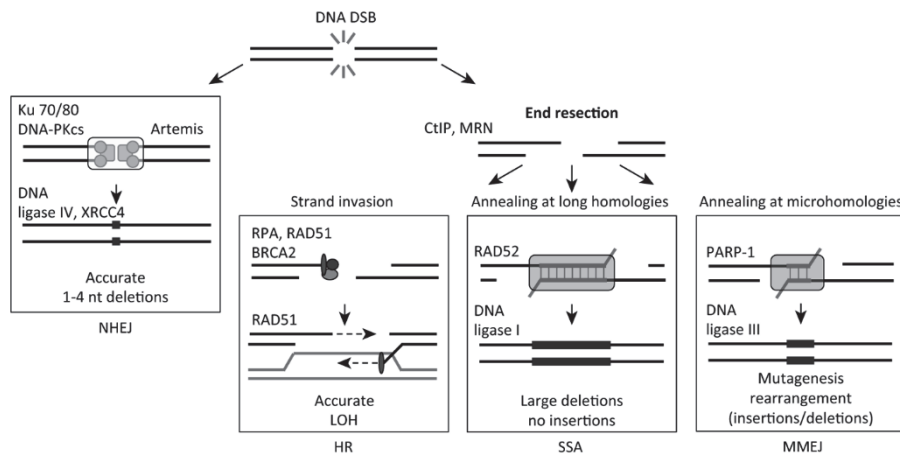 DNA DSB
Ku 70/80
DNA-PKcs
Artemis
DNA
ligase IV, XRCC4
Accurate
1-4 nt deletions
NHEJ
End resection
CtIP, MRN
Strand invasion
RPA, RAD51
BRCA2
RAD51
Accurate
LOH
HR
Annealing at long homologies
RAD52
DNA
ligase I
Large deletions
no insertions
SSA
Annealing at microhomologies
PARP-1
DNA
ligase III
Mutagenesis
rearrangement
(insertions/deletions)
MMEJ